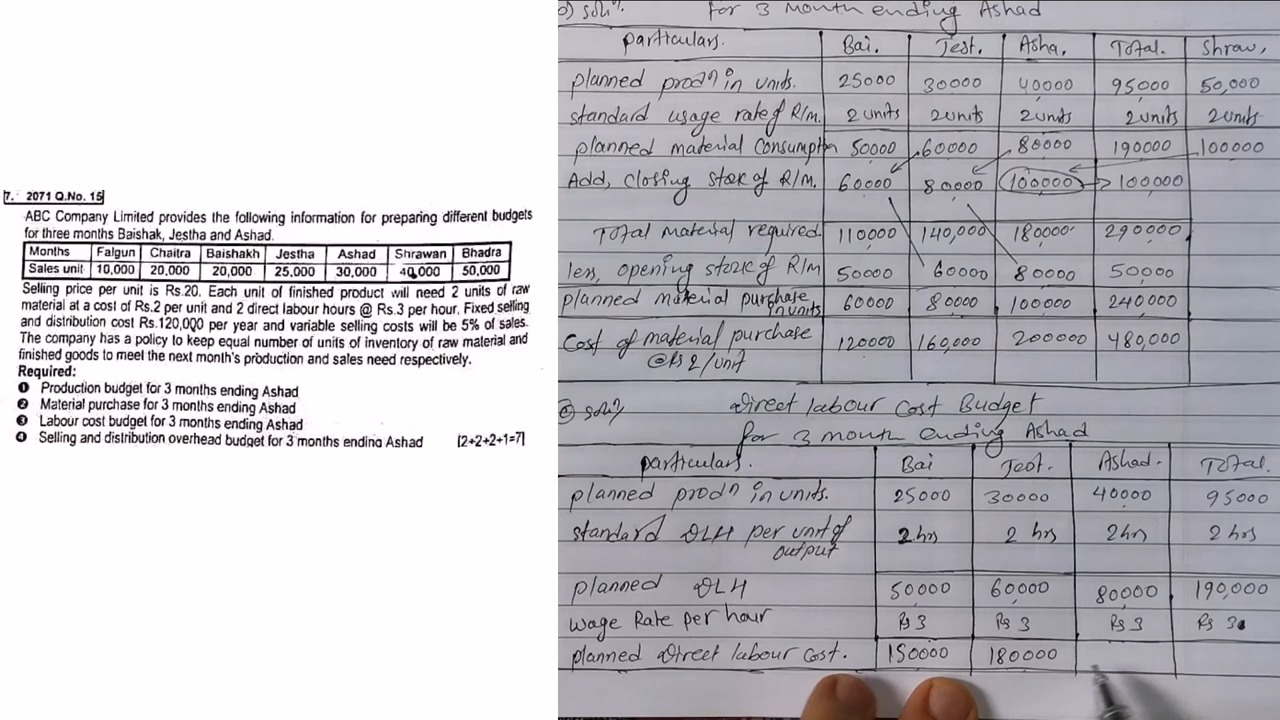 7. 2071 Q.No. 15
ABC Company Limited provides the following information for preparing different budgets
for three months Baishak, Jestha and Ashad.
Months Falgun Chaitra Baishakh Jestha Ashad Shrawan Bhadra
Sales unit 10,000 20,000 20,000 25,000 30,000 40,000 50,000
Selling price per unit is Rs.20. Each unit of finished product will need 2 units of raw
material at a cost of Rs.2 per unit and 2 direct labour hours @ Rs.3 per hour. Fixed selling
and distribution cost Rs.120,000 per year and variable selling costs will be 5% of sales.
The company has a policy to keep equal number of units of inventory of raw material and
finished goods to meet the next month's production and sales need respectively.
Required:
1 Production budget for 3 months ending Ashad
2 Material purchase for 3 months ending Ashad
3 Labour cost budget for 3 months ending Ashad
4 Selling and distribution overhead budget for 3 months ending Ashad [2+2+2+1=7]
b) solⁿ. for 3 month ending Ashad
particulars. Bai. Jest. Asha. Total. Shraw.
planned prodⁿ in units. 25000 30000 40000 95000 50,000
standard usage rate of R/M. 2 units 2 units 2 units 2 units 2 units
planned material Consumption 50000 60000 80000 190000 100000
Add, closing stock of R/M. 60000 80000 100000 100000
Total material required 110,000 140,000 180000 290000
less, opening stock of R/M 50000 60000 80000 50000
planned material purchase in units 60000 80000 100000 240000
Cost of material purchase 120000 160,000 200000 480,000
@Rs 2/unit
c) solⁿ Direct labour Cost Budget
for 3 month ending Ashad
particulars. Bai Jest. Ashad. Total.
planned prodⁿ in units. 25000 30000 40000 95000
standard DLH per unit of 2 hrs 2 hrs 2 hrs 2 hrs
output
planned DLH 50000 60000 80000 190,000
wage Rate per hour Rs 3 Rs 3 Rs 3 Rs 3
planned Direct labour cost. 150000 180000